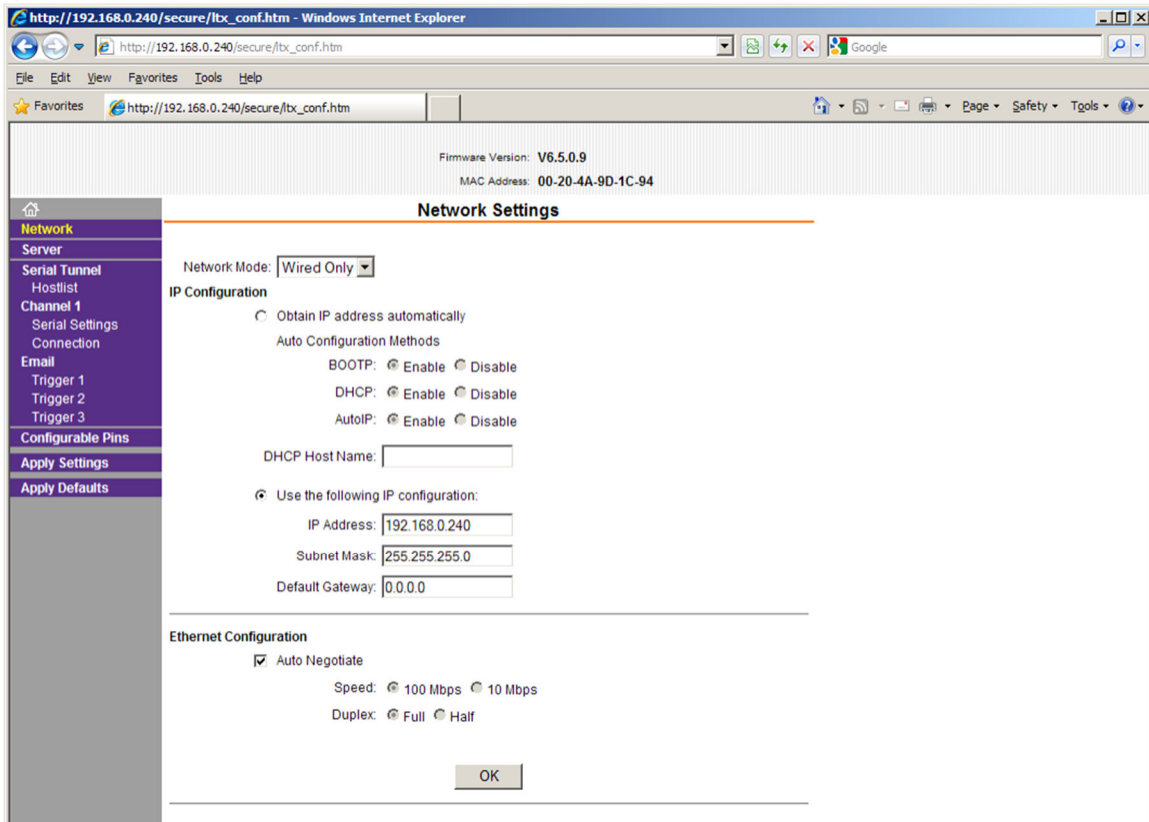 http://192.168.0.240/secure/ltx_conf.htm - Windows Internet Explorer
http://192.168.0.240/secure/ltx_conf.htm
Google
File Edit View Favorites Tools Help
Favorites http://192.168.0.240/secure/ltx_conf.htm Page Safety Tools
Firmware Version: V6.5.0.9
MAC Address: 00-20-4A-9D-1C-94
Network Settings
Network
Server
Serial Tunnel
Hostlist
Channel 1
Serial Settings
Connection
Email
Trigger 1
Trigger 2
Trigger 3
Configurable Pins
Apply Settings
Apply Defaults
Network Mode: Wired Only
IP Configuration
Obtain IP address automatically
Auto Configuration Methods
BOOTP: Enable Disable
DHCP: Enable Disable
AutoIP: Enable Disable
DHCP Host Name:
Use the following IP configuration:
IP Address: 192.168.0.240
Subnet Mask: 255.255.255.0
Default Gateway: 0.0.0.0
Ethernet Configuration
Auto Negotiate
Speed: 100 Mbps 10 Mbps
Duplex: Full Half
OK